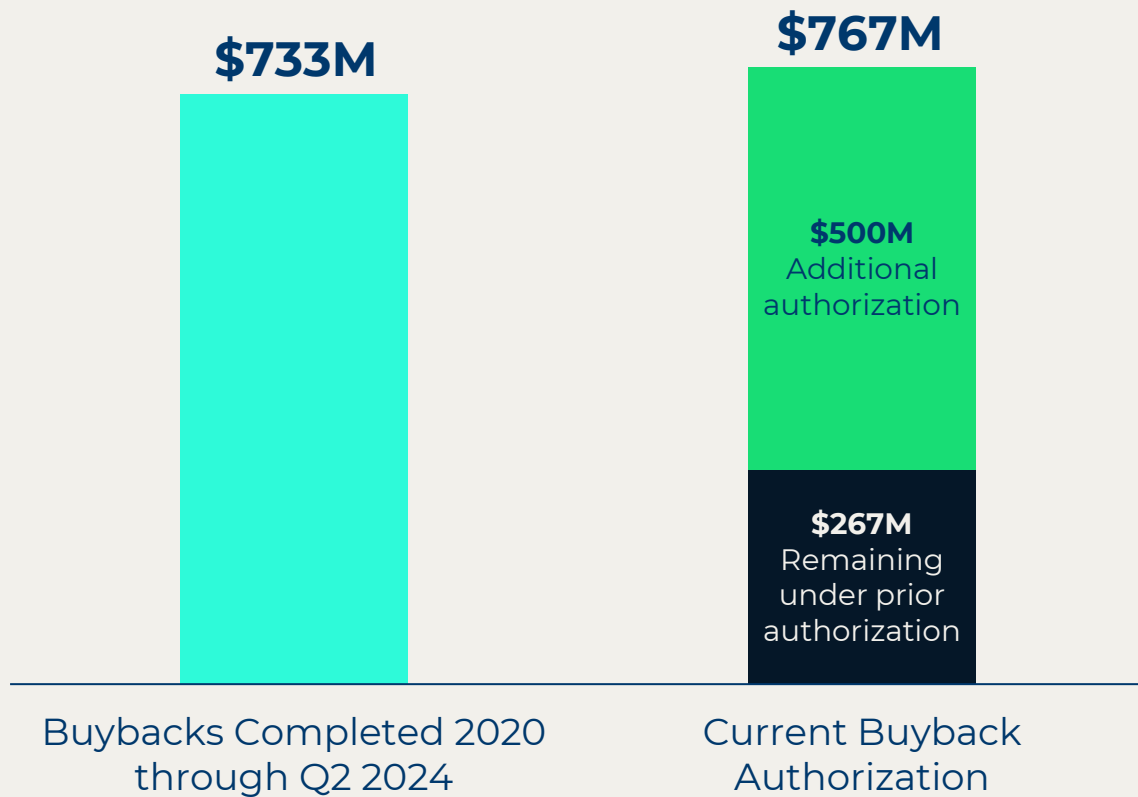 $733M
$767M
$500M
Additional
authorization
$267M
Remaining
under prior
authorization
Buybacks Completed 2020
through Q2 2024
Current Buyback
Authorization